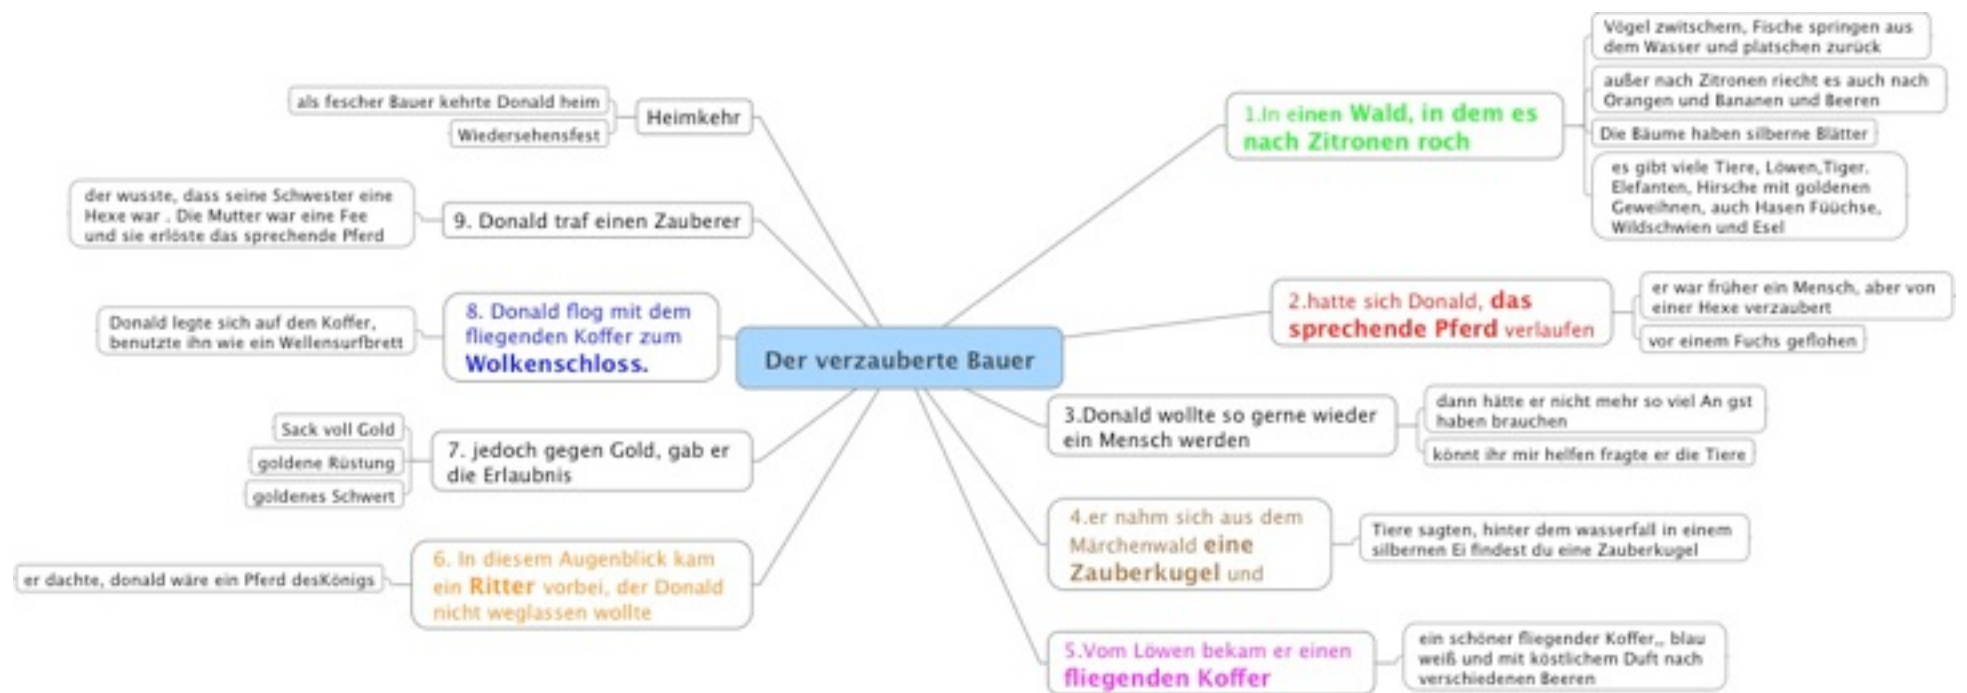 Der verzauberte Bauer
1.In einen Wald, in dem es
nach Zitronen roch
Vögel zwitschern, Fische springen aus
dem Wasser und platschen zurück
außer nach Zitronen riecht es auch nach
Orangen und Bananen und Beeren
Die Bäume haben silberne Blätter
es gibt viele Tiere, Löwen,Tiger.
Elefanten, Hirsche mit goldenen
Geweihnen, auch Hasen Füüchse,
Wildschwien und Esel
2.hatte sich Donald, das
sprechende Pferd verlaufen
er war früher ein Mensch, aber von
einer Hexe verzaubert
vor einem Fuchs geflohen
3.Donald wollte so gerne wieder
ein Mensch werden
dann hätte er nicht mehr so viel An gst
haben brauchen
könnt ihr mir helfen fragte er die Tiere
4.er nahm sich aus dem
Märchenwald eine
Zauberkugel und
Tiere sagten, hinter dem wasserfall in einem
silbernen Ei findest du eine Zauberkugel
5.Vom Löwen bekam er einen
fliegenden Koffer
ein schöner fliegender Koffer,, blau
weiß und mit köstlichem Duft nach
verschiedenen Beeren
6. In diesem Augenblick kam
ein Ritter vorbei, der Donald
nicht weglassen wollte
er dachte, donald wäre ein Pferd desKönigs
7. jedoch gegen Gold, gab er
die Erlaubnis
Sack voll Gold
goldene Rüstung
goldenes Schwert
8. Donald flog mit dem
fliegenden Koffer zum
Wolkenschloss.
Donald legte sich auf den Koffer,
benutzte ihn wie ein Wellensurfbrett
9. Donald traf einen Zauberer
der wusste, dass seine Schwester eine
Hexe war . Die Mutter war eine Fee
und sie erlöste das sprechende Pferd
Heimkehr
als fescher Bauer kehrte Donald heim
Wiedersehensfest